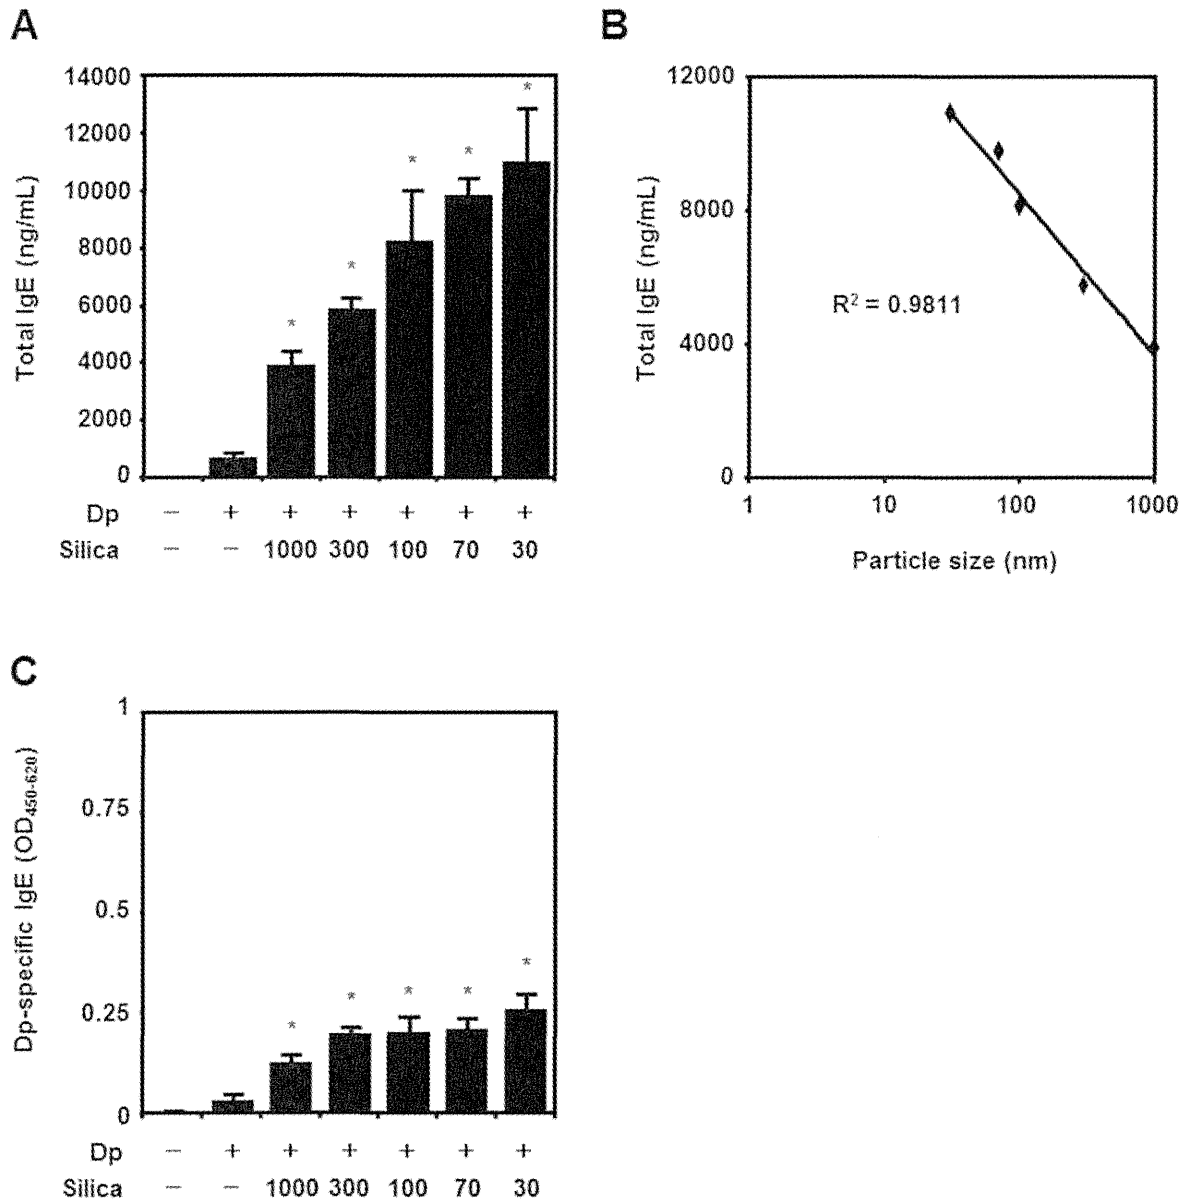 A
Total IgE (ng/mL)
14000
12000
10000
8000
6000
4000
2000
0
* * * * *
Dp − + + + + + +
Silica − − 1000 300 100 70 30
B
Total IgE (ng/mL)
12000
8000
4000
0
R² = 0.9811
1 10 100 1000
Particle size (nm)
C
Dp-specific IgE (OD450-620)
1
0.75
0.5
0.25
0
* * * * *
Dp − + + + + + +
Silica − − 1000 300 100 70 30